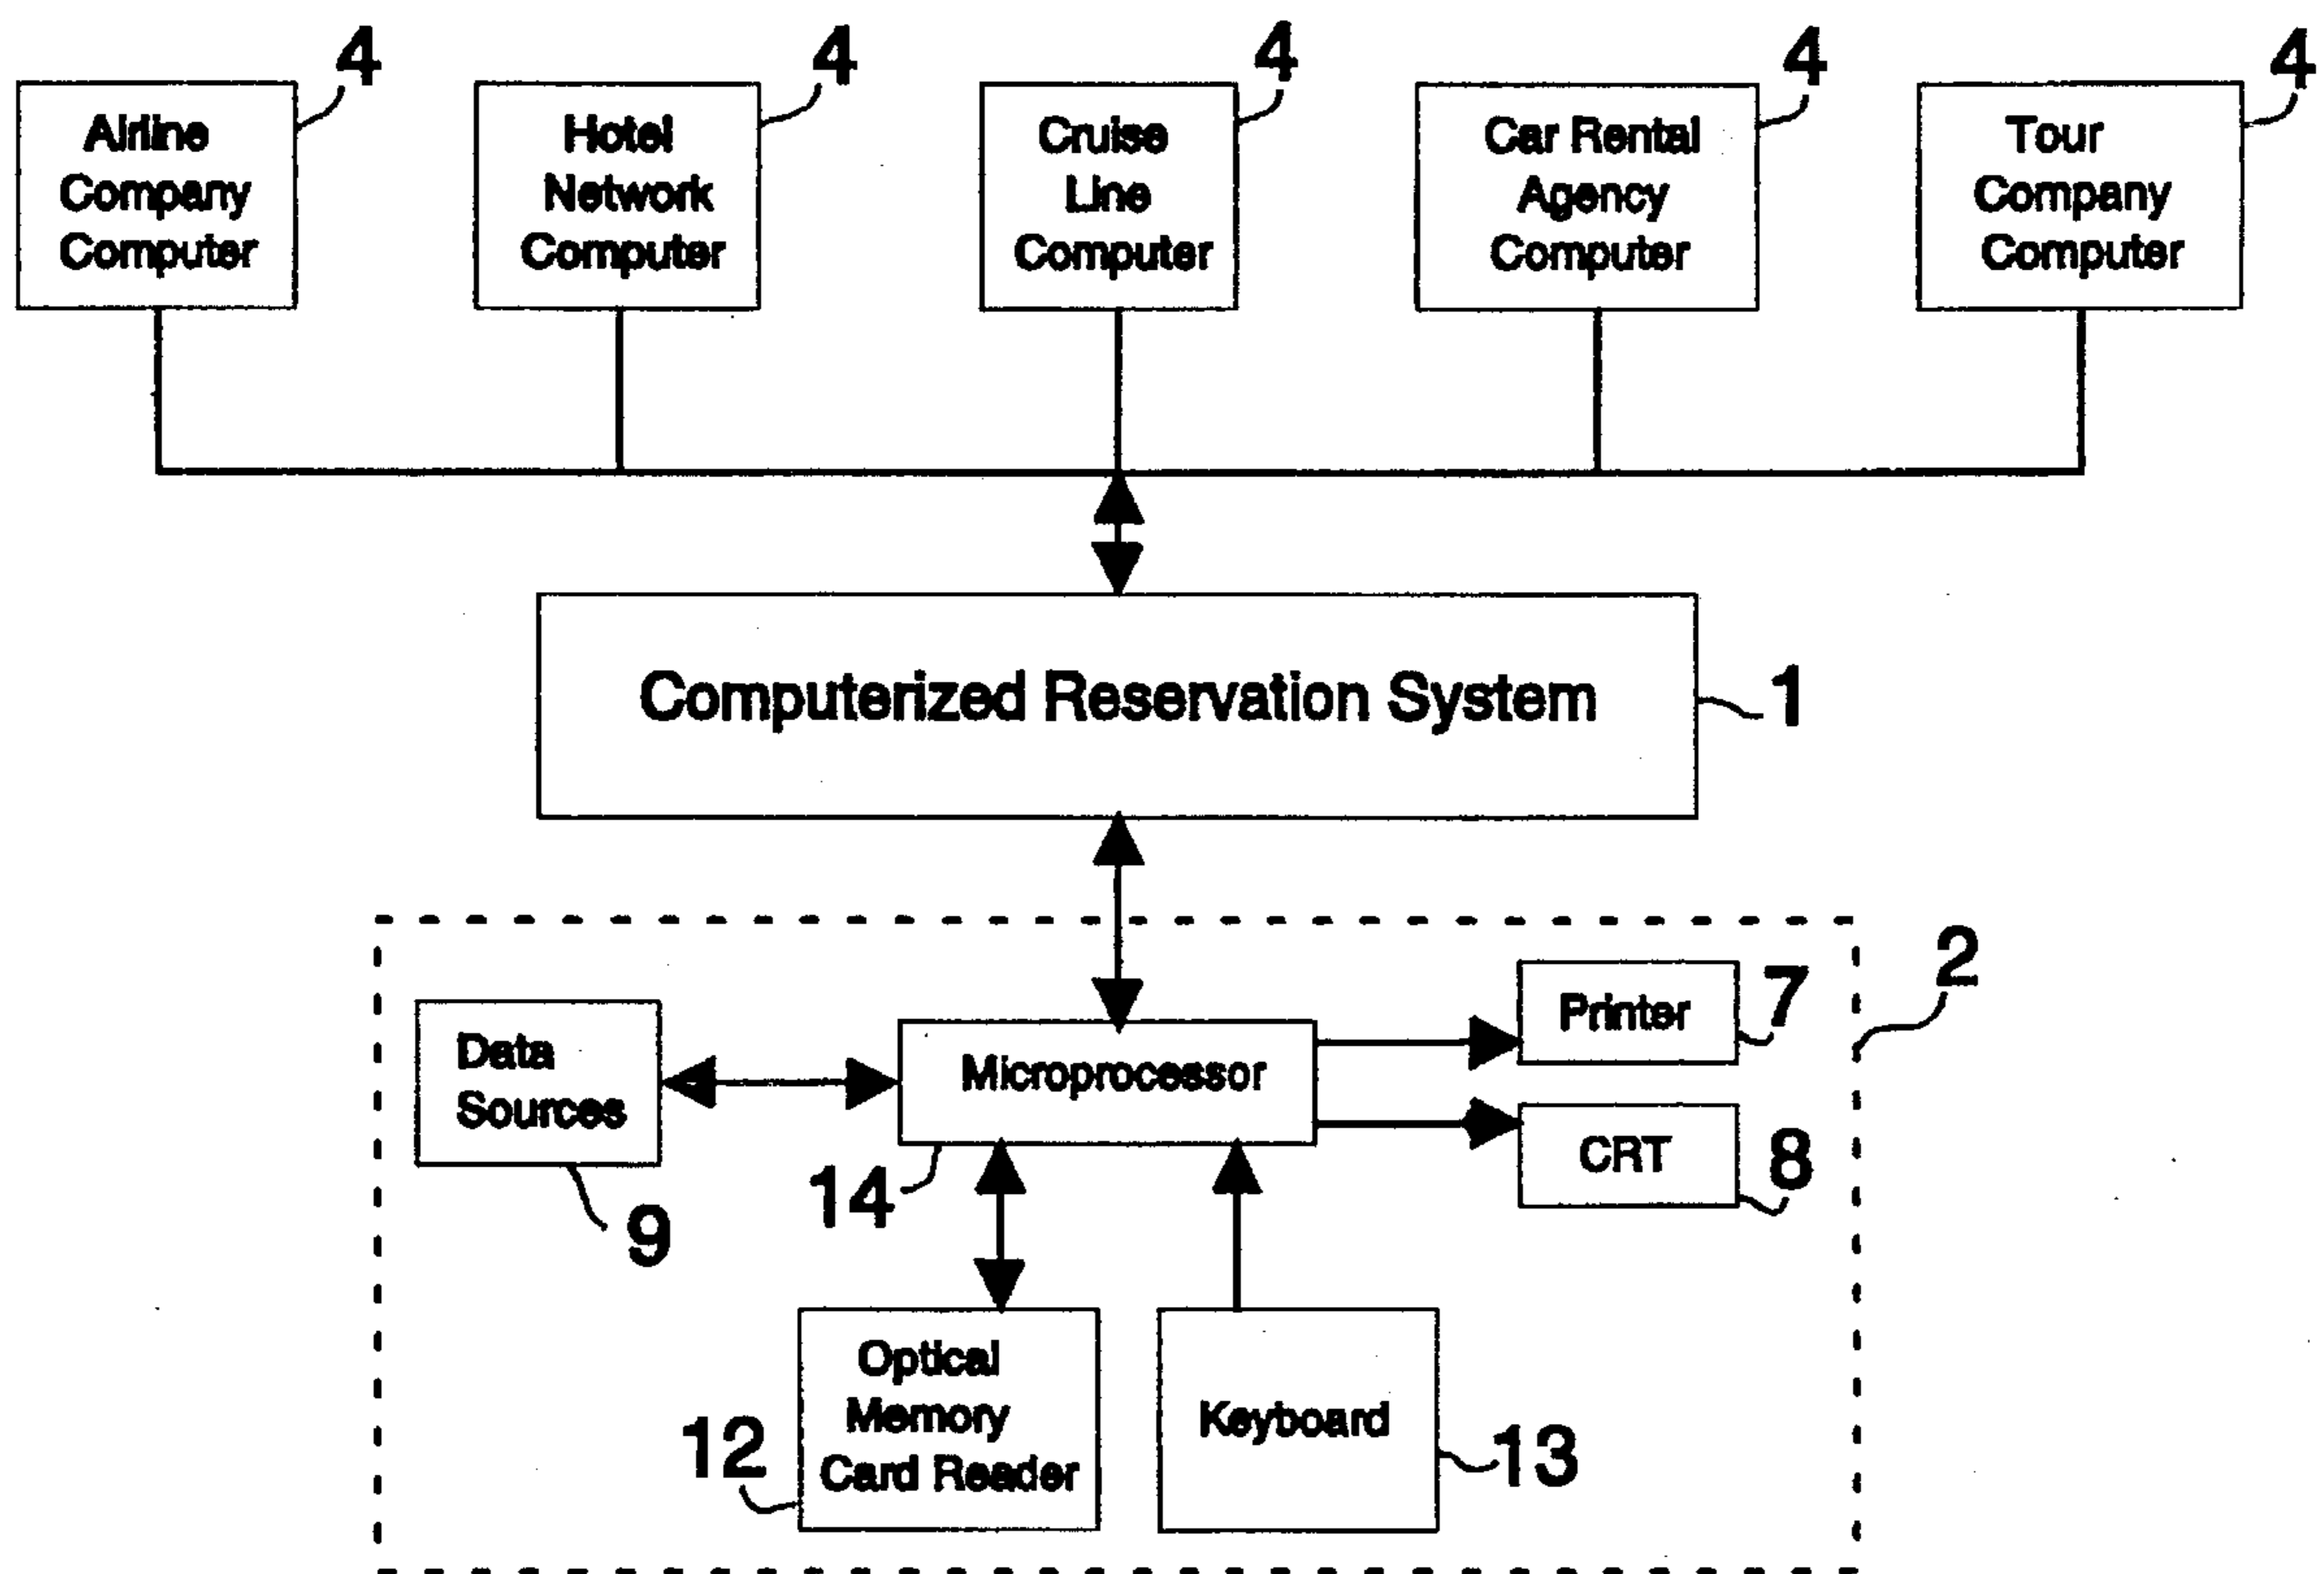 4
4
4
4
4
Airline
Company
Computer
Hotel
Network
Computer
Cruise
Line
Computer
Car Rental
Agency
Computer
Tour
Company
Computer
Computerized Reservation System
1
2
Data
Sources
9
Microprocessor
14
Printer
7
CRT
8
Optical
Memory
Card Reader
12
Keyboard
13